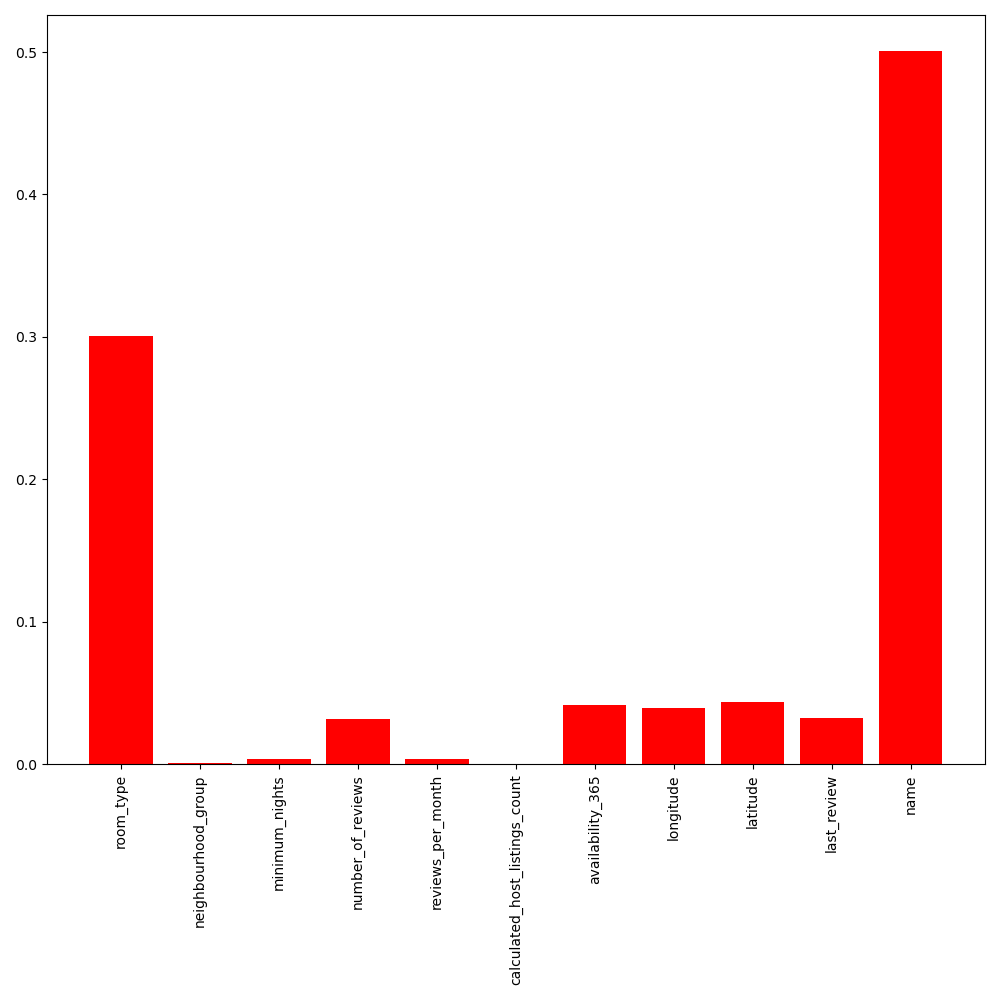 0.5
0.4
0.3
0.2
0.1
0.0
room_type
neighbourhood_group
minimum_nights
number_of_reviews
reviews_per_month
calculated_host_listings_count
availability_365
longitude
latitude
last_review
name